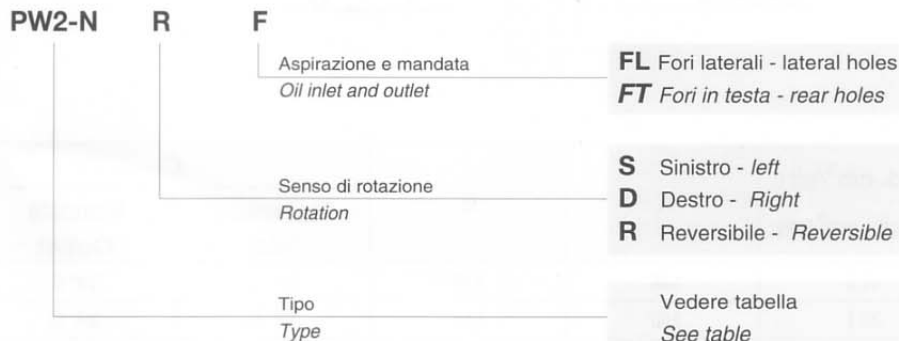 PW2-N R F
Aspirazione e mandata
Oil inlet and outlet
FL Fori laterali - lateral holes
FT Fori in testa - rear holes
Senso di rotazione
Rotation
S Sinistro - left
D Destro - Right
R Reversibile - Reversible
Tipo
Type
Vedere tabella
See table